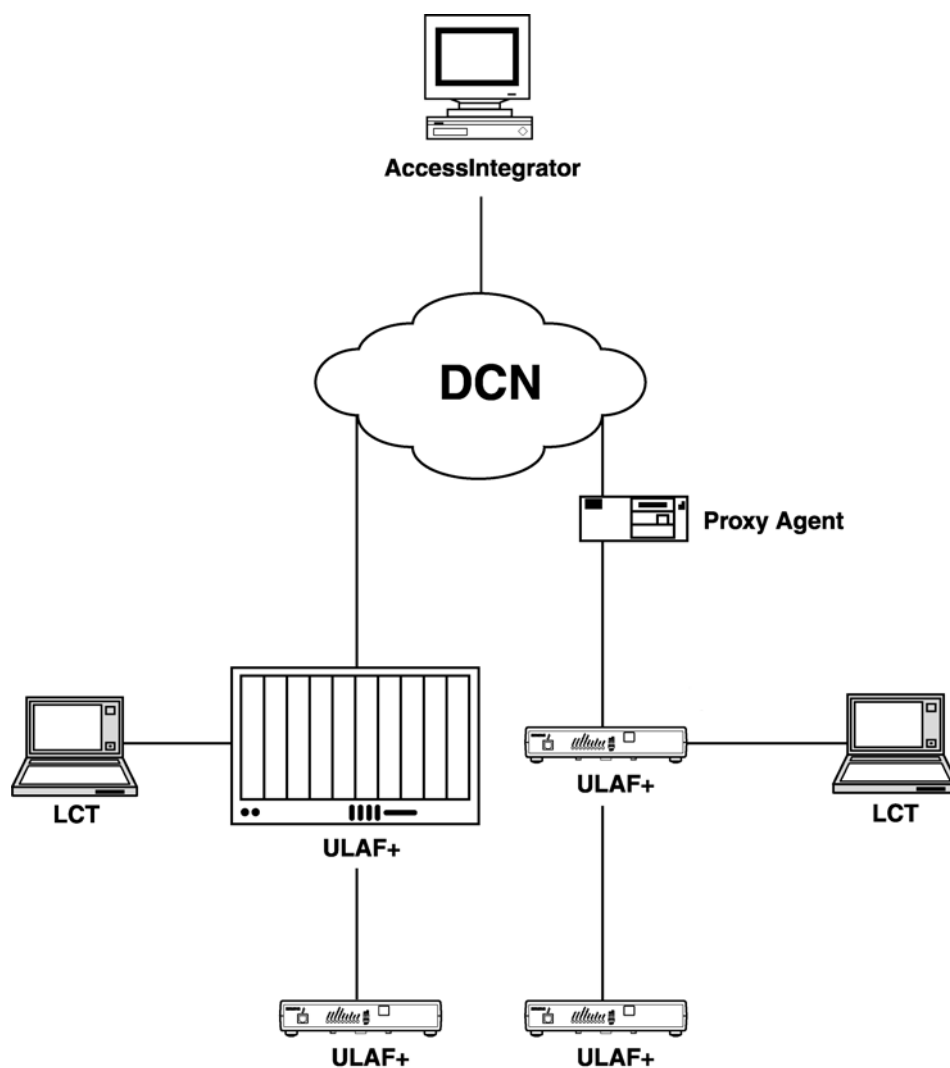 AccessIntegrator
DCN
Proxy Agent
ULAF+
LCT
LCT
ULAF+
ULAF+
ULAF+